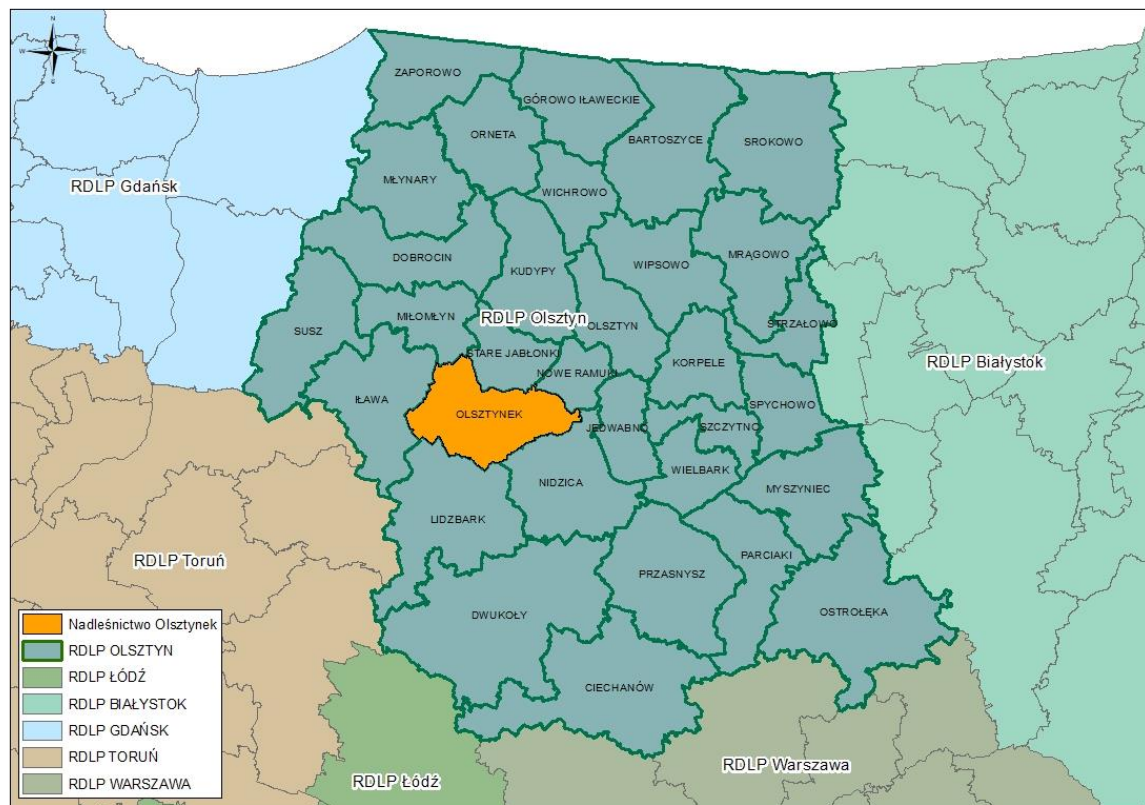 N
W E
S
ZAPOROWO
GÓROWO IŁAWECKIE
ORNETA
BARTOSZYCE
SROKOWO
RDLP Gdańsk
MŁYNARY
WICHROWO
DOBROCIN
KUDYPY
WIPSOWO
MRĄGOWO
SUSZ
MIŁOMŁYN
RDLP Olsztyn
OLSZTYN
STRZAŁOWO
STARE JABŁONKI
NOWE RAMUKI
KORPELE
RDLP Białystok
IŁAWA
OLSZTYNEK
JEDWABNO
SZCZYTNO
SPYCHOWO
WIELBARK
NIDZICA
MYSZYNIEC
LIDZBARK
RDLP Toruń
PARCIAKI
PRZASNYSZ
DWUKOŁY
OSTROŁĘKA
CIECHANÓW
RDLP Warszawa
RDLP Łódź
Nadleśnictwo Olsztynek
RDLP OLSZTYN
RDLP ŁÓDŹ
RDLP BIAŁYSTOK
RDLP GDAŃSK
RDLP TORUŃ
RDLP WARSZAWA